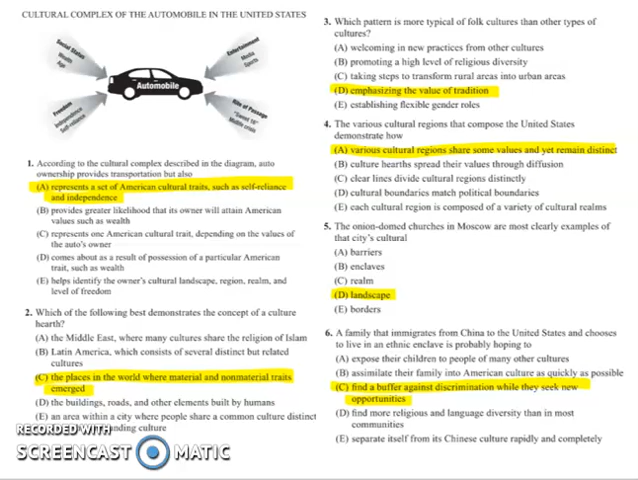 CULTURAL COMPLEX OF THE AUTOMOBILE IN THE UNITED STATES
Social Status
Wealth
Age
Entertainment
Media
Sports
Automobile
Freedom
Independence
Self-reliance
Rite of Passage
"Sweet 16"
Midlife crisis
1. According to the cultural complex described in the diagram, auto
ownership provides transportation but also
(A) represents a set of American cultural traits, such as self-reliance
and independence
(B) provides greater likelihood that its owner will attain American
values such as wealth
(C) represents one American cultural trait, depending on the values of
the auto's owner
(D) comes about as a result of possession of a particular American
trait, such as wealth
(E) helps identify the owner's cultural landscape, region, realm, and
level of freedom
2. Which of the following best demonstrates the concept of a culture
hearth?
(A) the Middle East, where many cultures share the religion of Islam
(B) Latin America, which consists of several distinct but related
cultures
(C) the places in the world where material and nonmaterial traits
emerged
(D) the buildings, roads, and other elements built by humans
(E) an area within a city where people share a common culture distinct
anding culture
RECORDED WITH
SCREENCAST MATIC
3. Which pattern is more typical of folk cultures than other types of
cultures?
(A) welcoming in new practices from other cultures
(B) promoting a high level of religious diversity
(C) taking steps to transform rural areas into urban areas
(D) emphasizing the value of tradition
(E) establishing flexible gender roles
4. The various cultural regions that compose the United States
demonstrate how
(A) various cultural regions share some values and yet remain distinct
(B) culture hearths spread their values through diffusion
(C) clear lines divide cultural regions distinctly
(D) cultural boundaries match political boundaries
(E) each cultural region is composed of a variety of cultural realms
5. The onion-domed churches in Moscow are most clearly examples of
that city's cultural
(A) barriers
(B) enclaves
(C) realm
(D) landscape
(E) borders
6. A family that immigrates from China to the United States and chooses
to live in an ethnic enclave is probably hoping to
(A) expose their children to people of many other cultures
(B) assimilate their family into American culture as quickly as possible
(C) find a buffer against discrimination while they seek new
opportunities
(D) find more religious and language diversity than in most
communities
(E) separate itself from its Chinese culture rapidly and completely